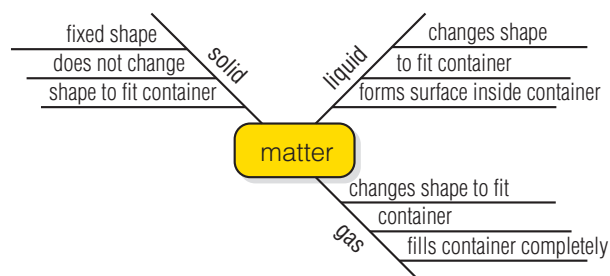 solid
fixed shape
does not change
shape to fit container
liquid
changes shape
to fit container
forms surface inside container
matter
gas
changes shape to fit
container
fills container completely